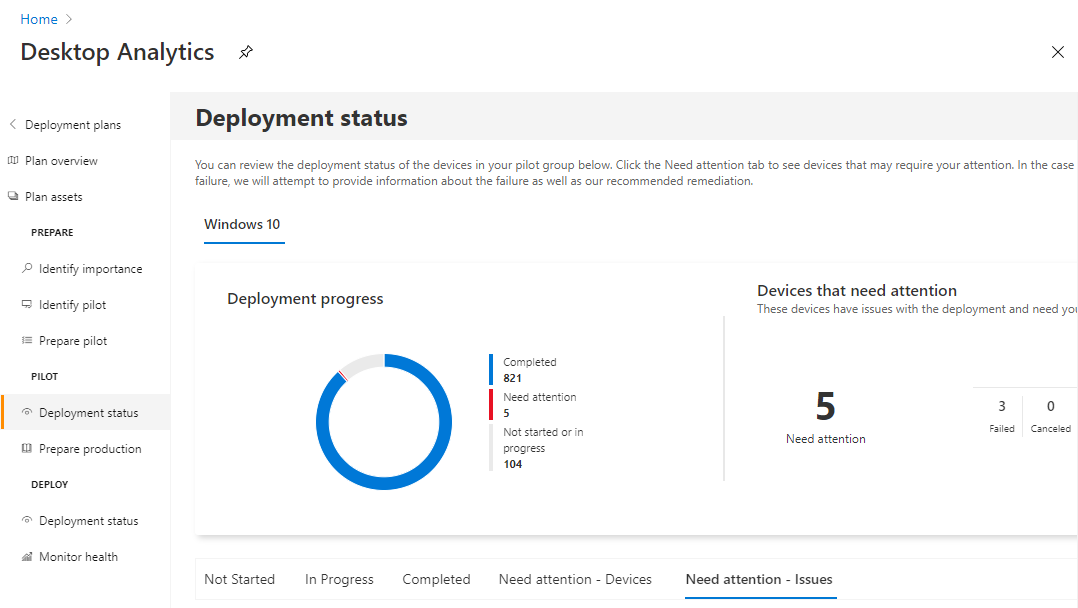 Home
Desktop Analytics
Deployment plans
Plan overview
Plan assets
PREPARE
Identify importance
Identify pilot
Prepare pilot
PILOT
Deployment status
Prepare production
DEPLOY
Deployment status
Monitor health
Deployment status
You can review the deployment status of the devices in your pilot group below. Click the Need attention tab to see devices that may require your attention. In the case
failure, we will attempt to provide information about the failure as well as our recommended remediation.
Windows 10
Deployment progress
Completed
821
Need attention
5
Not started or in
progress
104
Devices that need attention
These devices have issues with the deployment and need
5
Need attention
3
Failed
0
Canceled
Not Started
In Progress
Completed
Need attention - Devices
Need attention - Issues